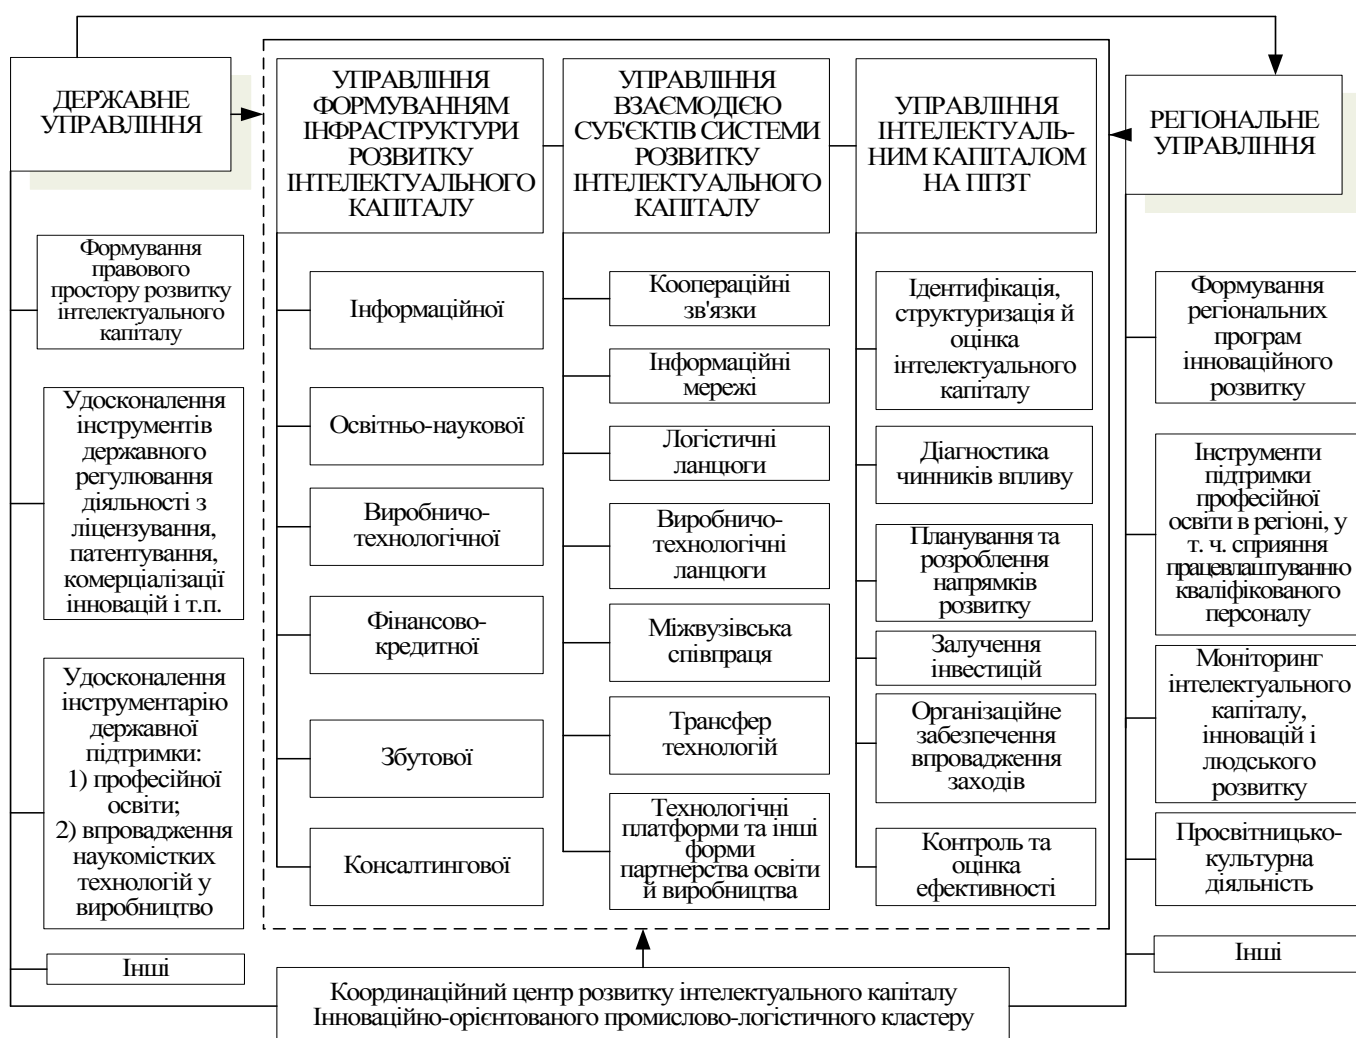 ДЕРЖАВНЕ
УПРАВЛІННЯ
Формування
правового
простору розвитку
інтелектуального
капіталу
Удосконалення
інструментів
державного
регулювання
діяльності з
ліцензування,
патентування,
комерціалізації
інновацій і т.п.
Удосконалення
інструментарію
державної
підтримки:
1) професійної
освіти;
2) впровадження
наукомістких
технологій у
виробництво
Інші
УПРАВЛІННЯ
ФОРМУВАННЯМ
ІНФРАСТРУКТУРИ
РОЗВИТКУ
ІНТЕЛЕКТУАЛЬНОГО
КАПІТАЛУ
Інформаційної
Освітньо-наукової
Виробничо-
технологічної
Фінансово-
кредитної
Збутової
Консалтингової
УПРАВЛІННЯ
ВЗАЄМОДІЄЮ
СУБ'ЄКТІВ СИСТЕМИ
РОЗВИТКУ
ІНТЕЛЕКТУАЛЬНОГО
КАПІТАЛУ
Коопераційні
зв'язки
Інформаційні
мережі
Логістичні
ланцюги
Виробничо-
технологічні
ланцюги
Міжвузівська
співпраця
Трансфер
технологій
Технологічні
платформи та інші
форми
партнерства освіти
й виробництва
УПРАВЛІННЯ
ІНТЕЛЕКТУАЛЬ-
НИМ КАПІТАЛОМ
НА ППЗТ
Ідентифікація,
структуризація й
оцінка
інтелектуального
капіталу
Діагностика
чинників впливу
Планування та
розроблення
напрямків
розвитку
Залучення
інвестицій
Організаційне
забезпечення
впровадження
заходів
Контроль та
оцінка
ефективності
РЕГІОНАЛЬНЕ
УПРАВЛІННЯ
Формування
регіональних
програм
інноваційного
розвитку
Інструменти
підтримки
професійної
освіти в регіоні, у
т. ч. сприяння
працевлаштуванню
кваліфікованого
персоналу
Моніторинг
інтелектуального
капіталу,
інновацій і
людського
розвитку
Просвітницько-
культурна
діяльність
Інші
Координаційний центр розвитку інтелектуального капіталу
Інноваційно-орієнтованого промислово-логістичного кластеру